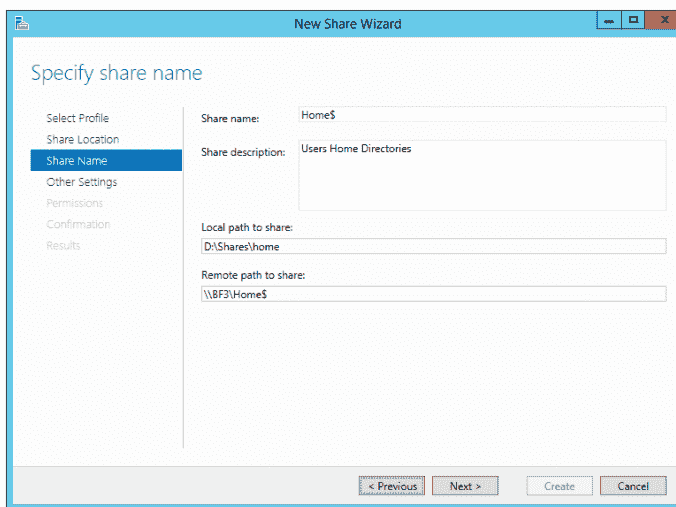 New Share Wizard
Specify share name
Select Profile
Share Location
Share Name
Other Settings
Permissions
Confirmation
Results
Share name:
Home$
Share description:
Users Home Directories
Local path to share:
D:\Shares\home
Remote path to share:
\\BF3\Home$
< Previous
Next >
Create
Cancel